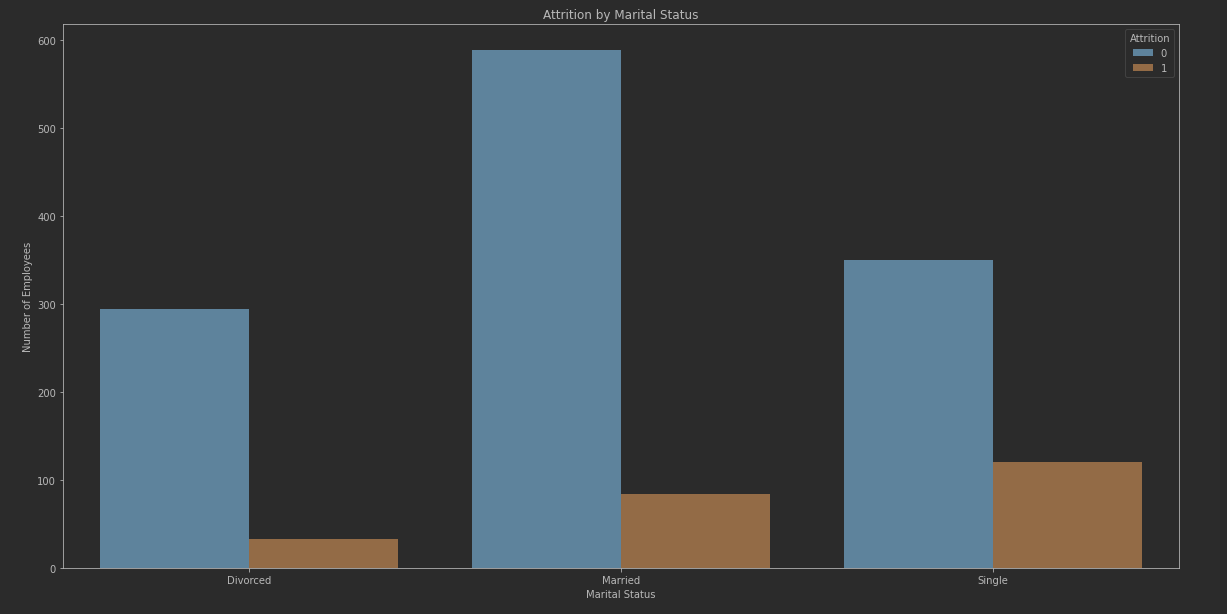 Attrition by Marital Status
Attrition
0
1
600
500
400
300
200
100
0
Number of Employees
Divorced
Married
Single
Marital Status